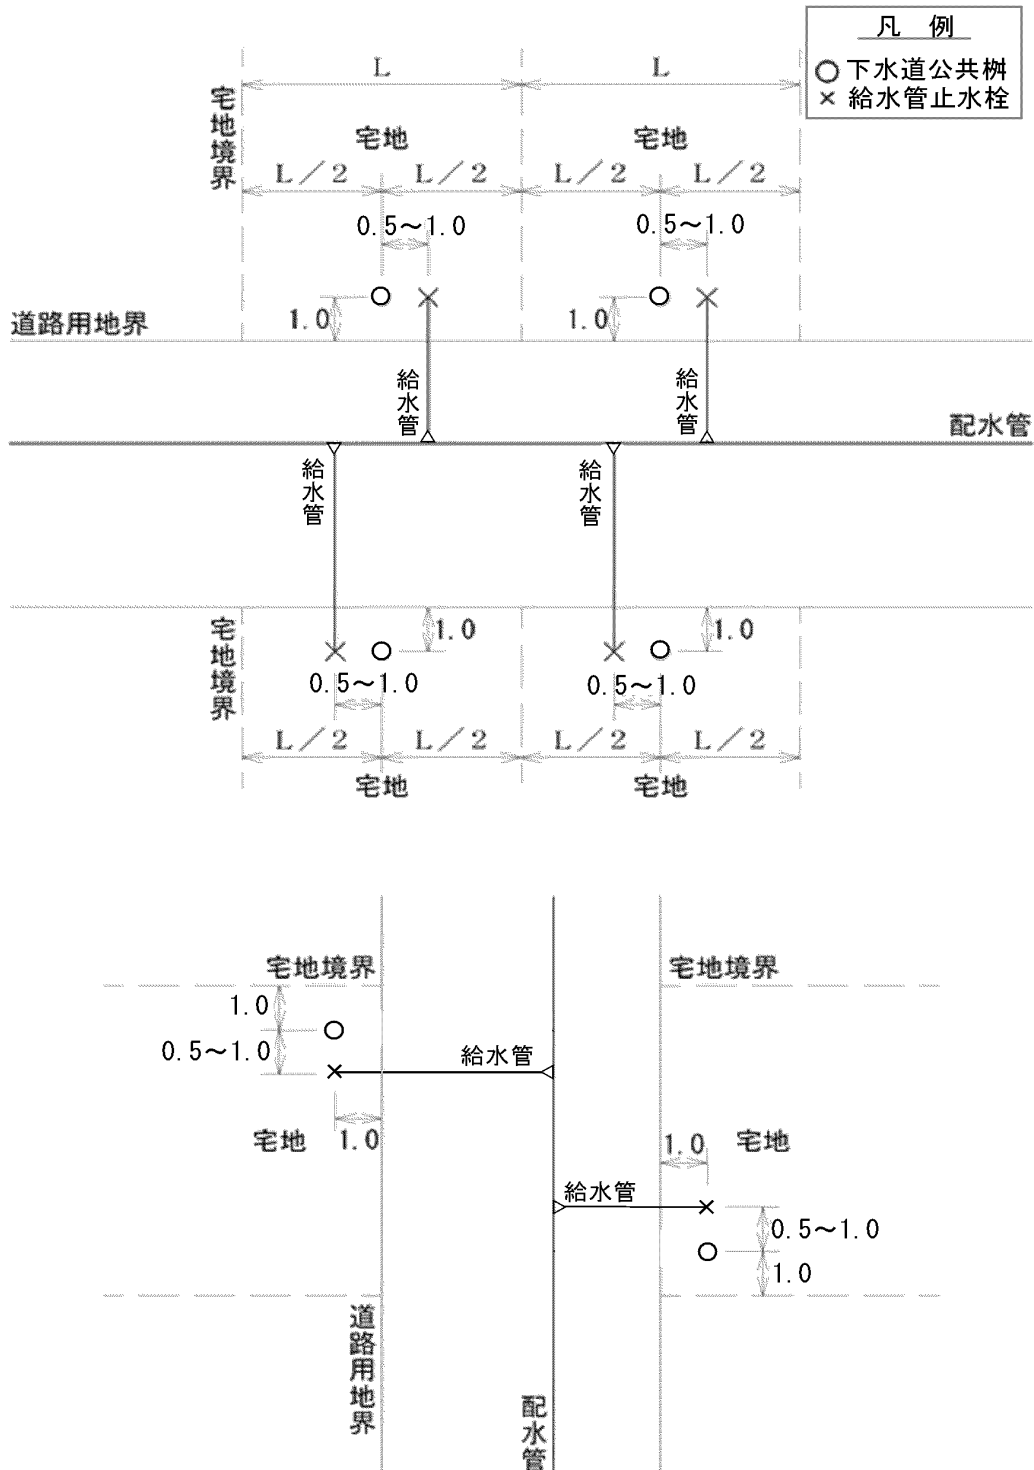 凡 例
○下水道公共桝
×給水管止水栓
L
L
宅地境界
宅地
宅地
L/2
L/2
L/2
L/2
0.5~1.0
0.5~1.0
1.0
1.0
道路用地界
給水管
給水管
配水管
給水管
給水管
宅地境界
1.0
1.0
0.5~1.0
0.5~1.0
L/2
L/2
L/2
L/2
宅地
宅地
宅地境界
宅地境界
1.0
0.5~1.0
給水管
宅地
1.0
1.0
宅地
給水管
0.5~1.0
1.0
道路用地界
配水管